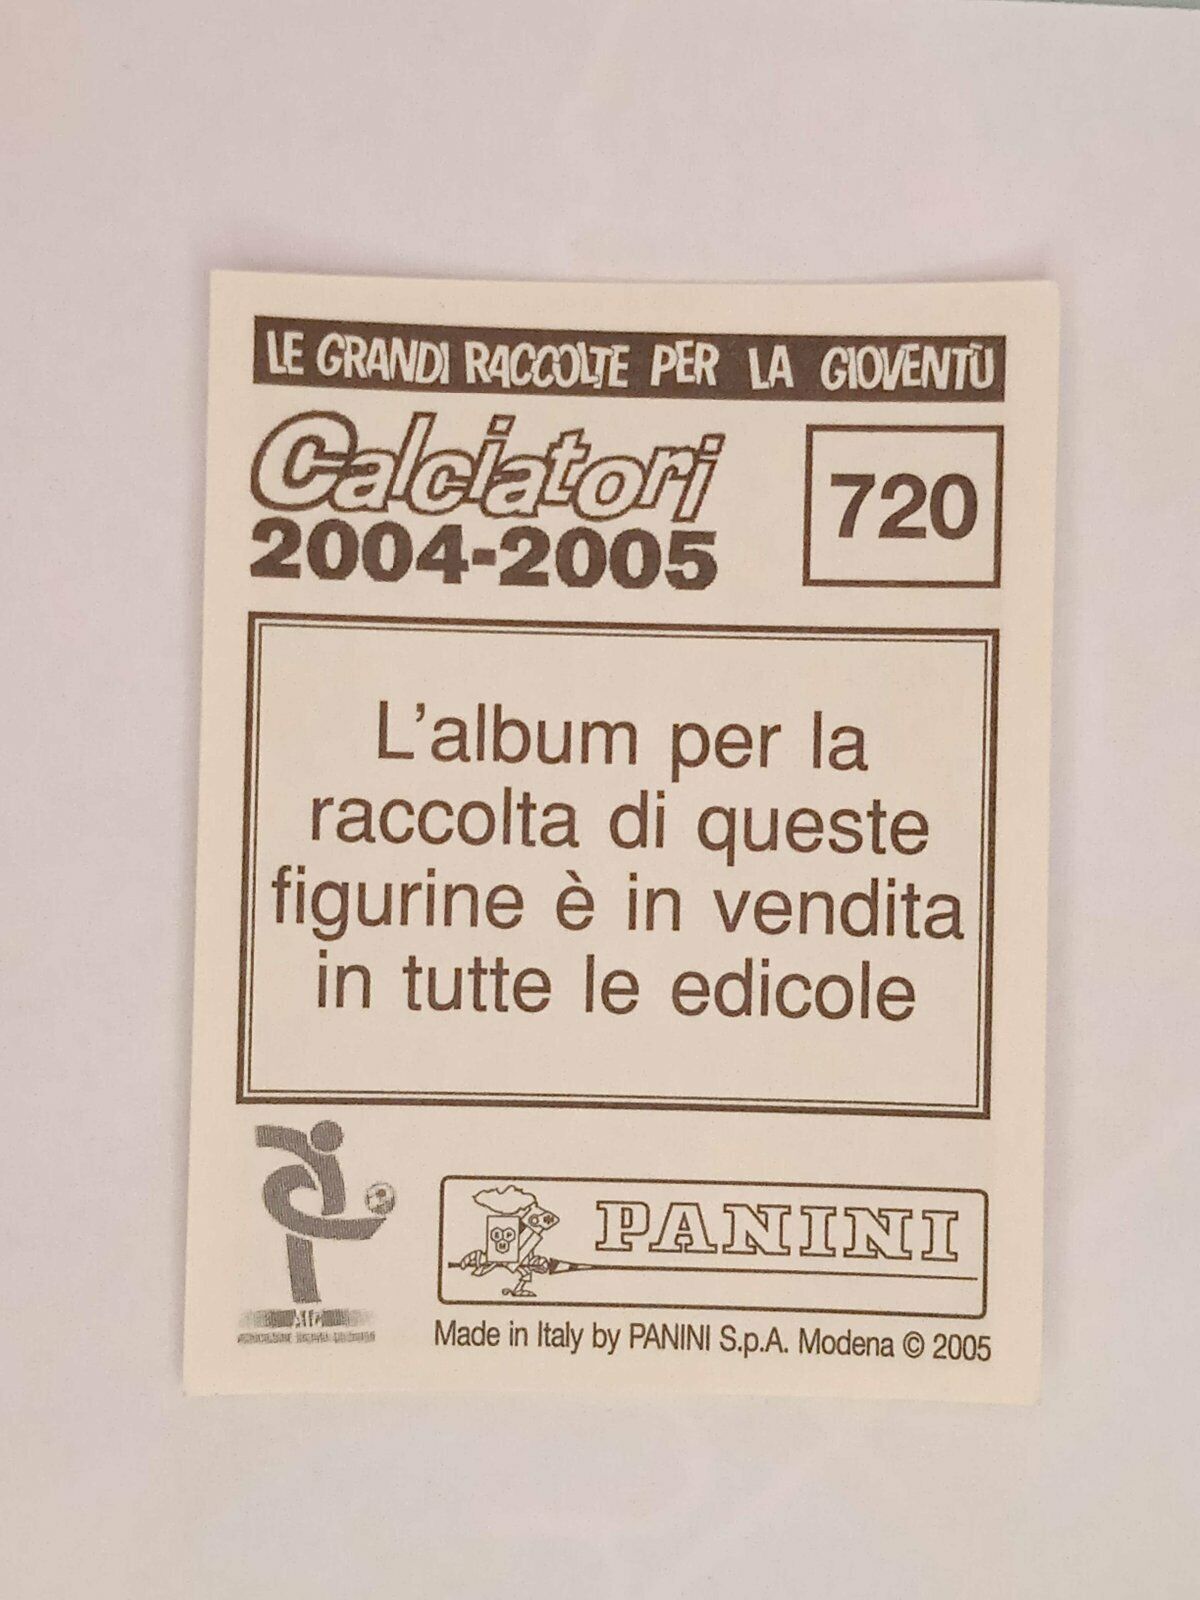 LE GRANDI RACCOLTE PER LA GIOVENTÙ
Calciatori
2004-2005
720
L'album per la
raccolta di queste
figurine è in vendita
in tutte le edicole
AIC
PANINI
Made in Italy by PANINI S.p.A. Modena © 2005